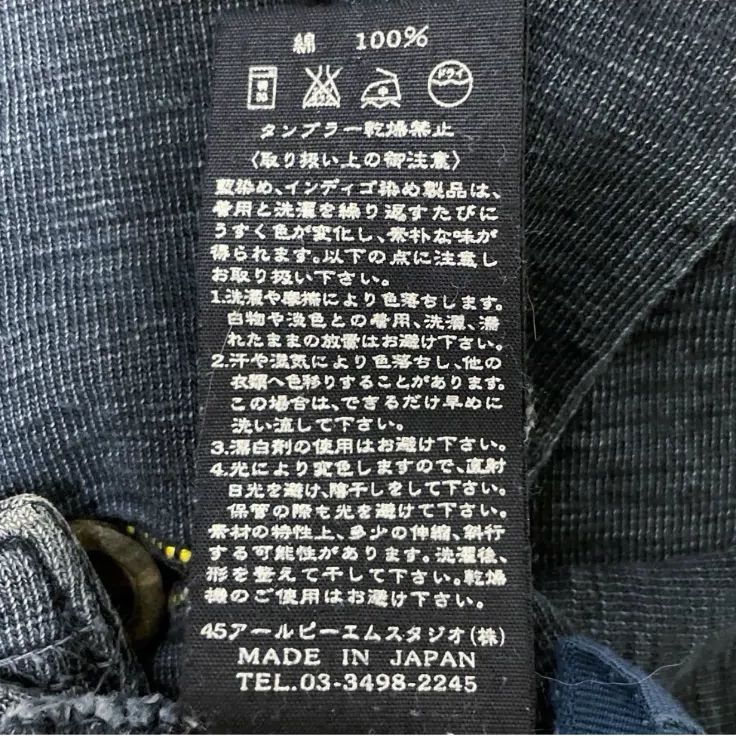 綿 100%
ドライ
タンブラー乾燥禁止
〈取り扱い上の御注意〉
藍染め、インディゴ染め製品は、
着用と洗濯を繰り返すたびに
うすく色が変化し、素朴な味が
得られます。以下の点に注意し
お取り扱い下さい。
1.洗濯や摩擦により色落ちします。
白物や淡色との着用、洗濯、濡
れたままの放置はお避け下さい。
2.汗や湿気により色落ちし、他の
衣類へ色移りすることがあります。
この場合は、できるだけ早めに
洗い流して下さい。
3.漂白剤の使用はお避け下さい。
4.光により変色しますので、直射
日光を避け、陰干しをして下さい。
保管の際も光を避けて下さい。
素材の特性上、多少の伸縮、斜行
する可能性があります。洗濯後、
形を整えて干して下さい。乾燥
機のご使用はお避け下さい。
45アールピーエムスタジオ(株)
MADE IN JAPAN
TEL.03-3498-2245